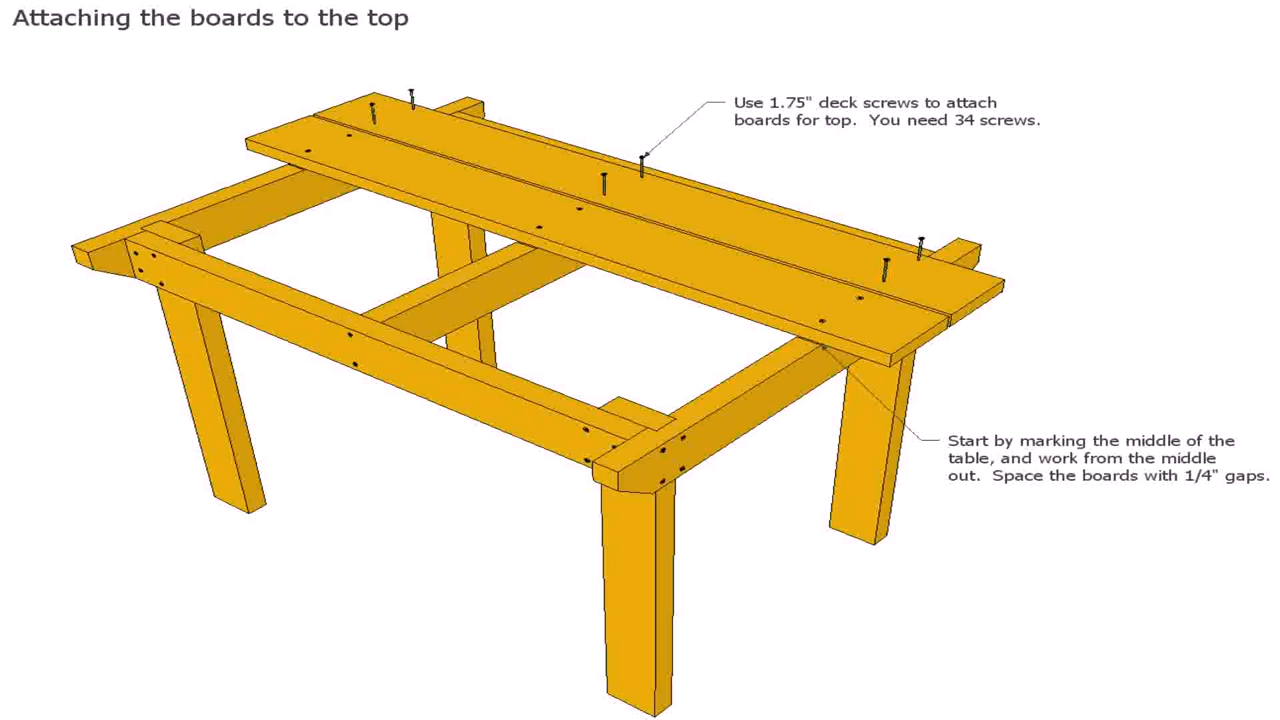 Attaching the boards to the top
Use 1.75" deck screws to attach
boards for top.  You need 34 screws.
Start by marking the middle of the
table, and work from the middle
out.  Space the boards with 1/4" gaps.